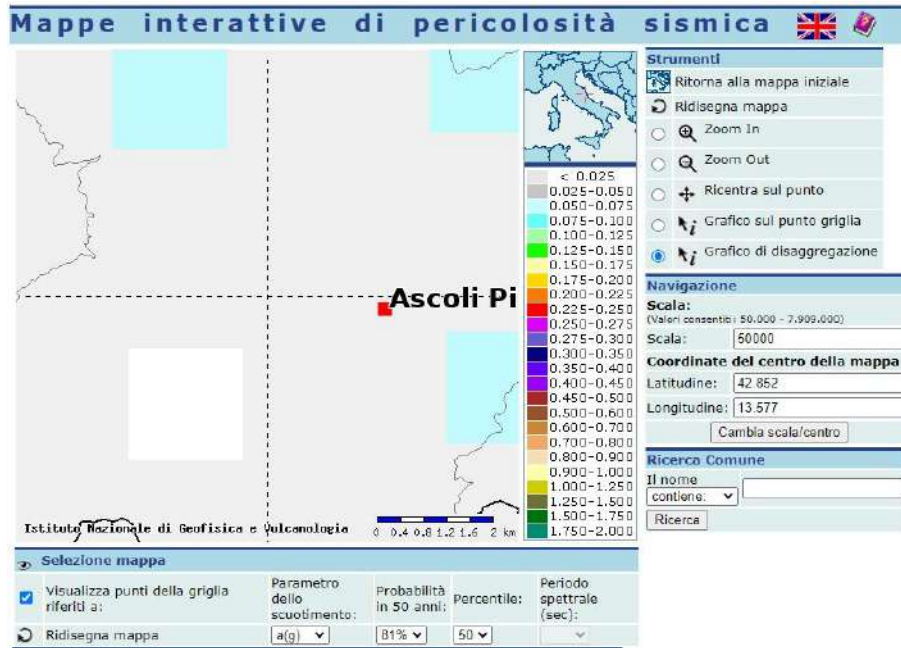 Mappe interattive di pericolosità sismica
Ascoli Pi
Istituto Nazionale di Geofisica e Vulcanologia
0 0.4 0.8 1.2 1.6 2 km
< 0.025
0.025-0.050
0.050-0.075
0.075-0.100
0.100-0.125
0.125-0.150
0.150-0.175
0.175-0.200
0.200-0.225
0.225-0.250
0.250-0.275
0.275-0.300
0.300-0.350
0.350-0.400
0.400-0.450
0.450-0.500
0.500-0.600
0.600-0.700
0.700-0.800
0.800-0.900
0.900-1.000
1.000-1.250
1.250-1.500
1.500-1.750
1.750-2.000
Strumenti
Ritorna alla mappa iniziale
Ridisegna mappa
Zoom In
Zoom Out
Ricentra sul punto
Grafico sul punto griglia
Grafico di disaggregazione
Navigazione
Scala:
(Valori consentiti: 50.000 - 7.909.000)
Scala: 50000
Coordinate del centro della mappa
Latitudine: 42.852
Longitudine: 13.577
Cambia scala/centro
Ricerca Comune
Il nome
contiene:
Ricerca
Selezione mappa
Visualizza punti della griglia
riferiti a:
Parametro
dello
scuotimento:
Probabilità
in 50 anni:
Percentile:
Periodo
spettrale
(sec):
Ridisegna mappa a(g) 81% 50